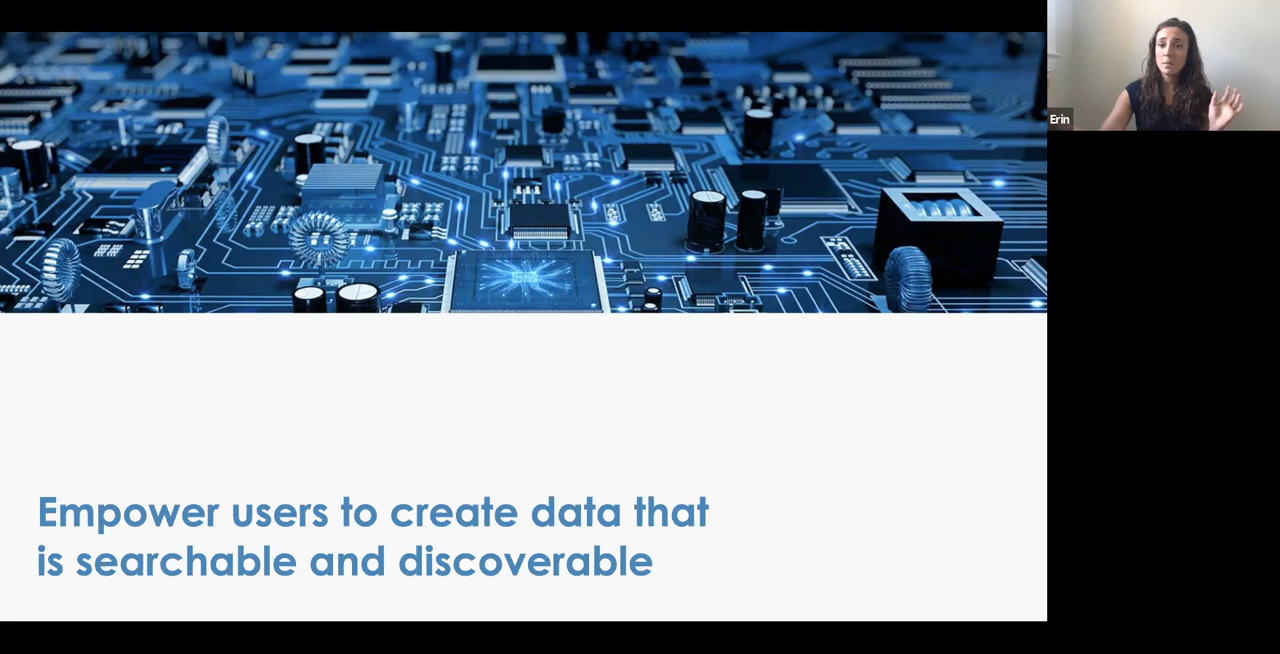 Erin
Empower users to create data that
is searchable and discoverable